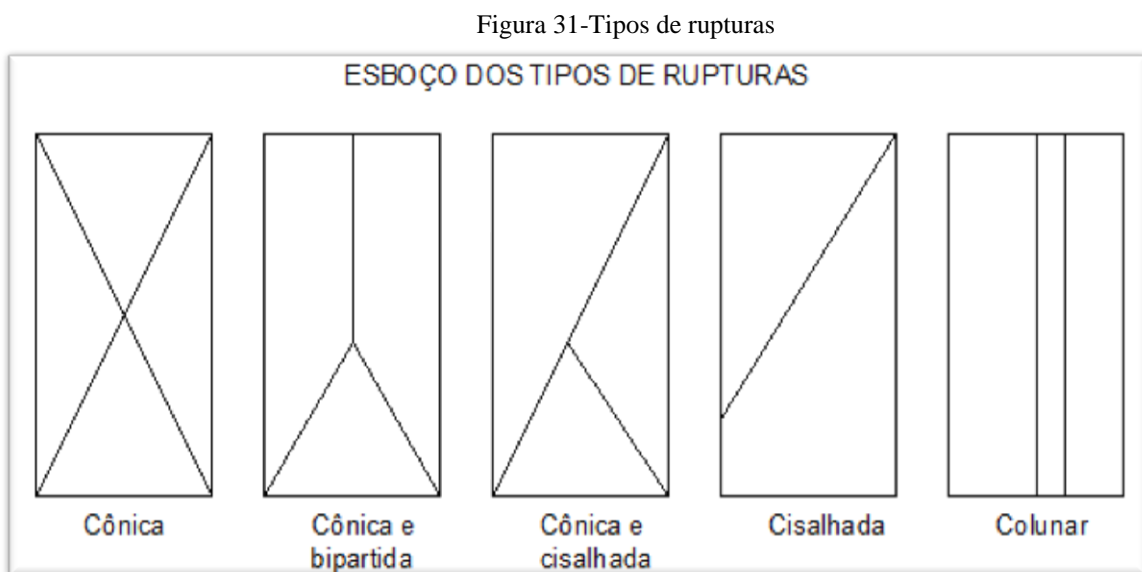 Figura 31-Tipos de rupturas
ESBOÇO DOS TIPOS DE RUPTURAS
Cônica
Cônica e
bipartida
Cônica e
cisalhada
Cisalhada
Colunar